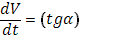 dV/dt = (tgα)